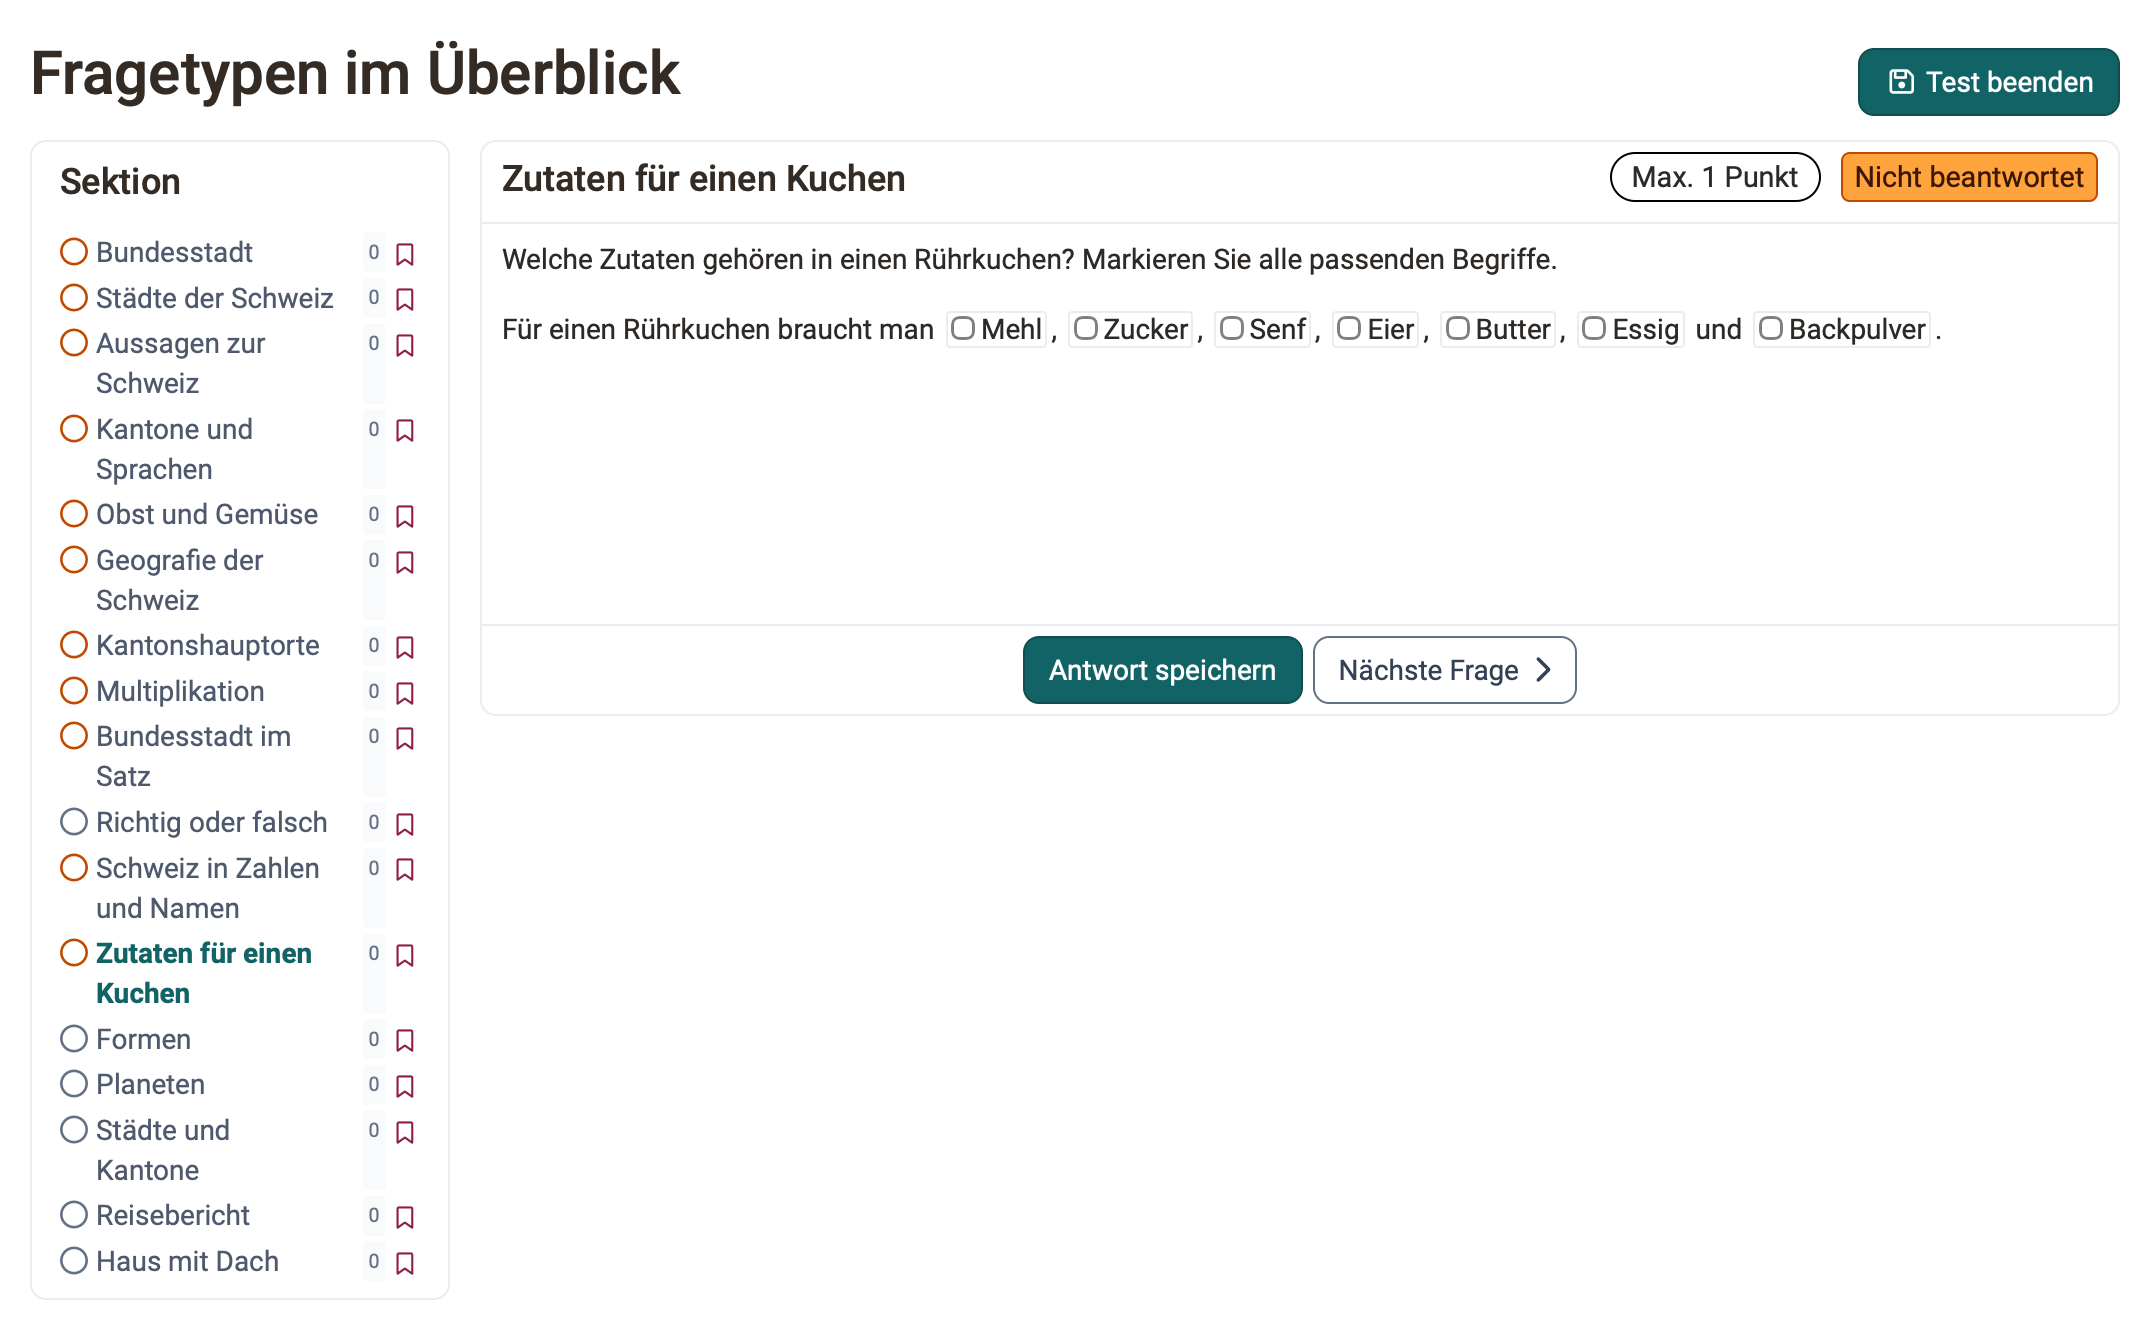 Fragetypen im Überblick
Test beenden
Sektion
Bundesstadt 0
Städte der Schweiz 0
Aussagen zur 0
Schweiz
Kantone und 0
Sprachen
Obst und Gemüse 0
Geografie der 0
Schweiz
Kantonshauptorte 0
Multiplikation 0
Bundesstadt im 0
Satz
Richtig oder falsch 0
Schweiz in Zahlen 0
und Namen
Zutaten für einen 0
Kuchen
Formen 0
Planeten 0
Städte und 0
Kantone
Reisebericht 0
Haus mit Dach 0
Zutaten für einen Kuchen
Max. 1 Punkt
Nicht beantwortet
Welche Zutaten gehören in einen Rührkuchen? Markieren Sie alle passenden Begriffe.
Für einen Rührkuchen braucht man Mehl, Zucker, Senf, Eier, Butter, Essig und Backpulver.
Antwort speichern
Nächste Frage